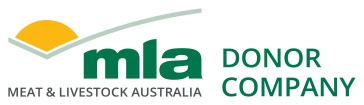 mla
MEAT & LIVESTOCK AUSTRALIA
DONOR
COMPANY